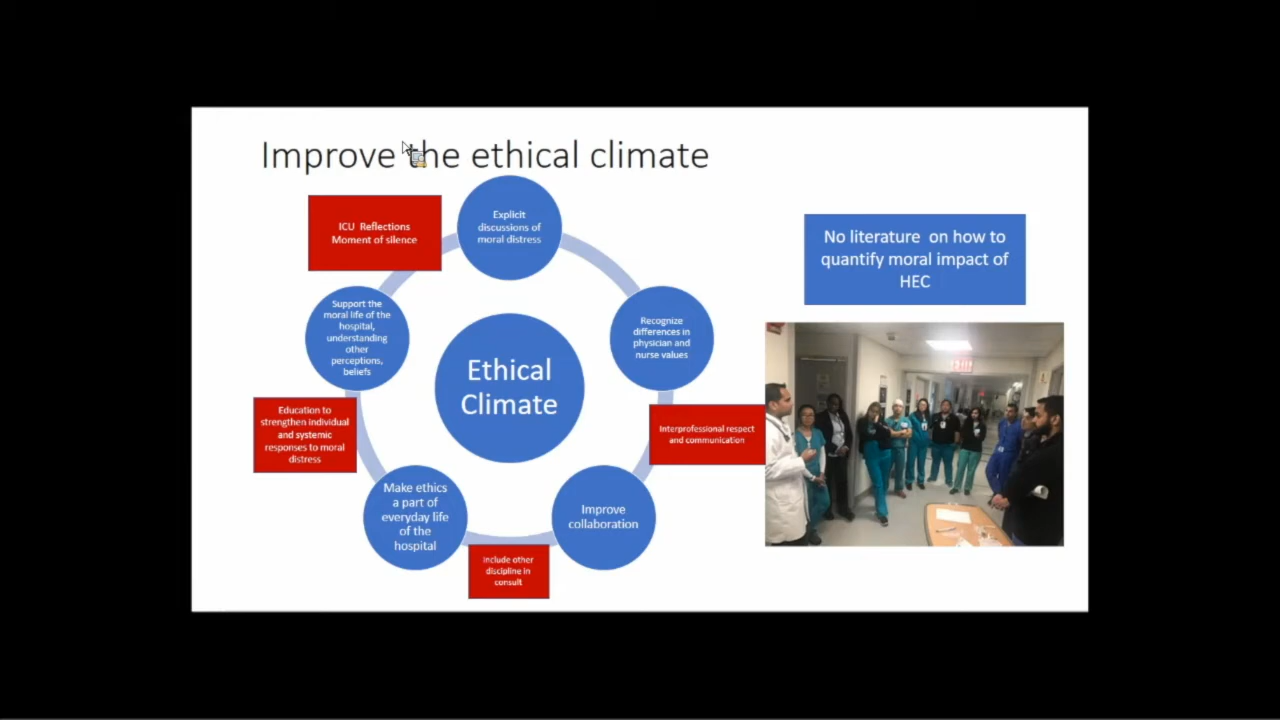 Improve the ethical climate
ICU Reflections
Moment of silence
Explicit
discussions of
moral distress
No literature on how to
quantify moral impact of
HEC
Support the
moral life of the
hospital,
understanding
other
perceptions,
beliefs
Recognize
differences in
physician and
nurse values
Ethical
Climate
Education to
strengthen individual
and systemic
responses to moral
distress
Interprofessional respect
and communication
Make ethics
a part of
everyday life
of the
hospital
Improve
collaboration
Include other
discipline in
consult
EXIT